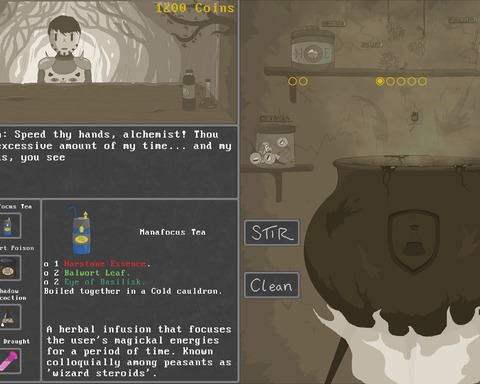 1200 Coins
: Speed thy hands, alchemist! Thou
excessive amount of my time... and my
s, you see
ocus Tea
rt Poison
hadow
coction
Draught
Manafocus Tea
o 1 Warstone Essence.
o 2 Balwort Leaf.
o 2 Eye of Basilisk.
Boiled together in a Cold cauldron.
A herbal infusion that focuses
the user's magickal energies
for a period of time. Known
colloquially among peasants as
'wizard steroids'.
STIR
Clean